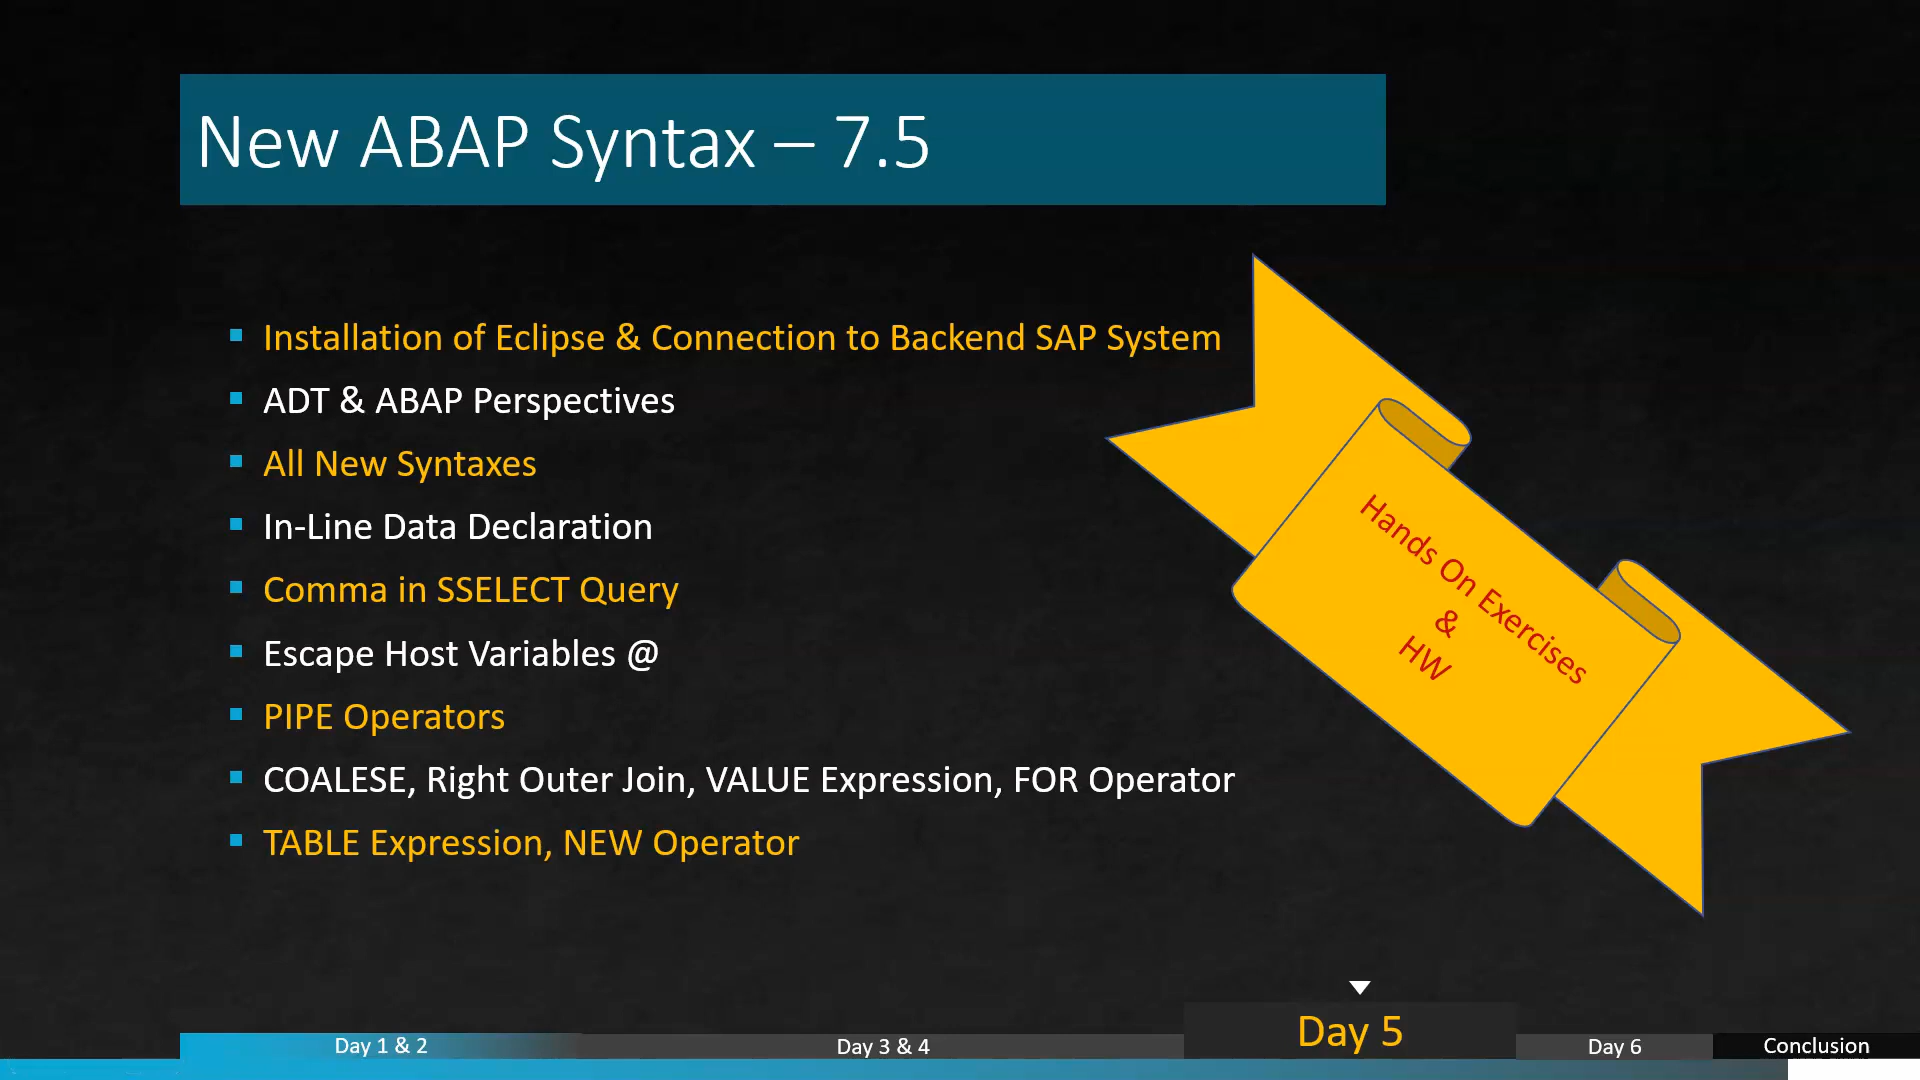 New ABAP Syntax – 7.5
Installation of Eclipse & Connection to Backend SAP System
ADT & ABAP Perspectives
All New Syntaxes
In-Line Data Declaration
Comma in SSELECT Query
Escape Host Variables @
PIPE Operators
COALESE, Right Outer Join, VALUE Expression, FOR Operator
TABLE Expression, NEW Operator
Hands On Exercises
&
HW
Day 1 & 2
Day 3 & 4
Day 5
Day 6
Conclusion